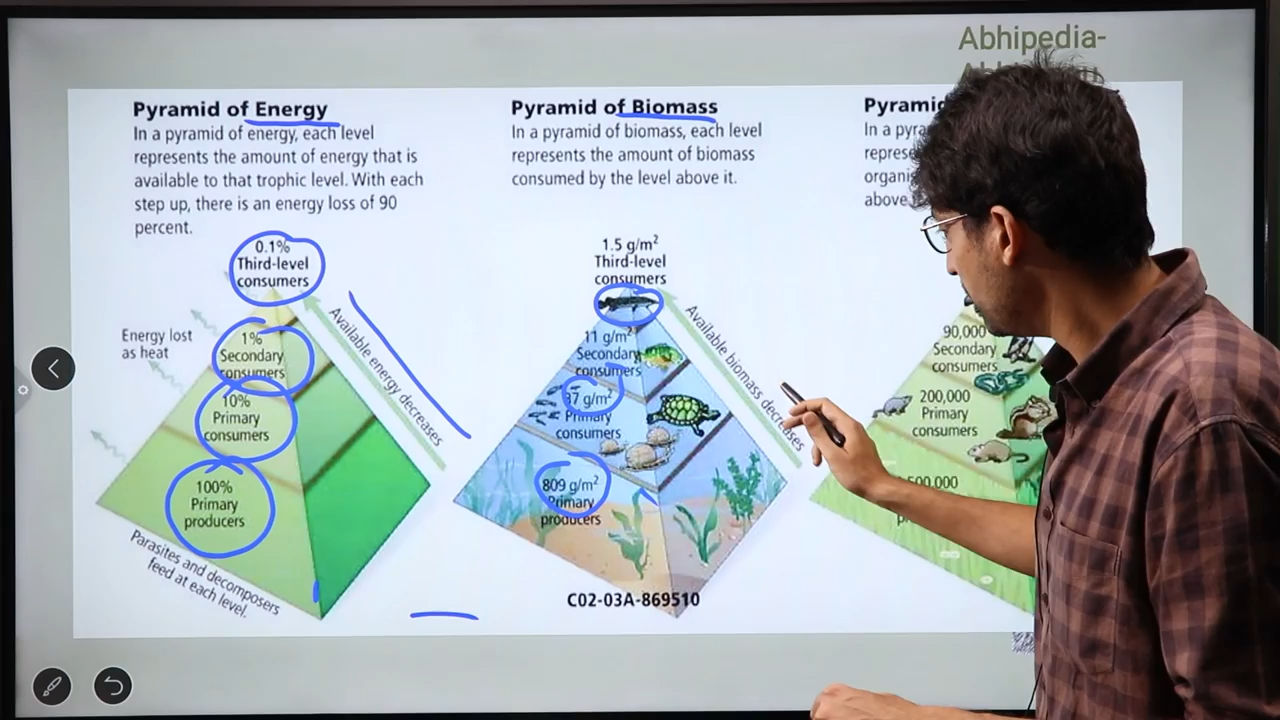 Abhipedia-
Pyramid of Energy
In a pyramid of energy, each level
represents the amount of energy that is
available to that trophic level. With each
step up, there is an energy loss of 90
percent.
0.1%
Third-level
consumers
Energy lost
as heat
1%
Secondary
consumers
10%
Primary
consumers
100%
Primary
producers
Available energy decreases
Parasites and decomposers
feed at each level.
Pyramid of Biomass
In a pyramid of biomass, each level
represents the amount of biomass
consumed by the level above it.
1.5 g/m²
Third-level
consumers
11 g/m²
Secondary
consumers
37 g/m²
Primary
consumers
809 g/m²
Primary
producers
Available biomass decreases
C02-03A-869510
In a
above
90,000
Secondary
consumers
200,000
Primary
consumers